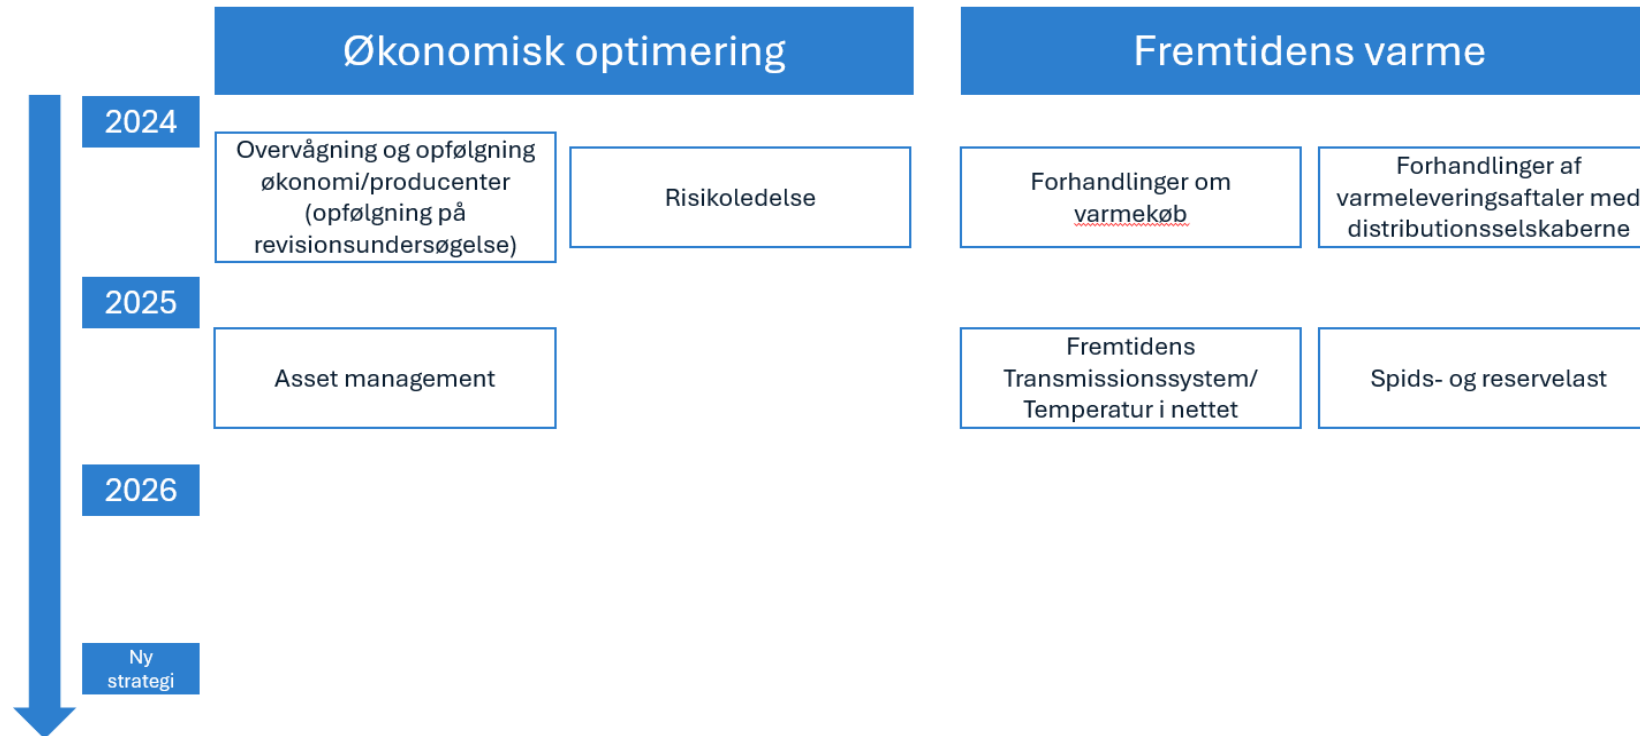 Økonomisk optimering
Fremtidens varme
2024
Overvågning og opfølgning
økonomi/producenter
(opfølgning på
revisionsundersøgelse)
Risikoledelse
Forhandlinger om
varmekøb
Forhandlinger af
varmeleveringsaftaler med
distributionsselskaberne
2025
Asset management
Fremtidens
Transmissionssystem/
Temperatur i nettet
Spids- og reservelast
2026
Ny
strategi